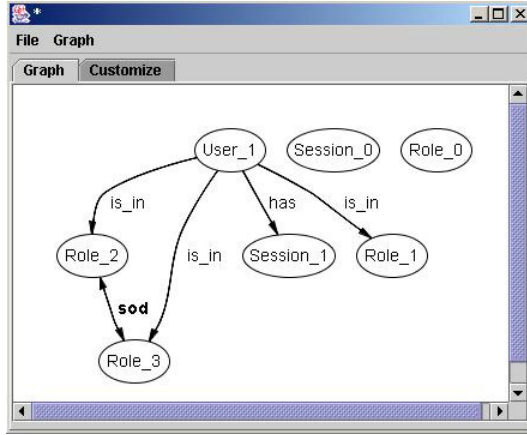 *
File Graph
Graph Customize
User_1 Session_0 Role_0
is_in has is_in
Role_2 is_in Session_1 Role_1
sod
Role_3